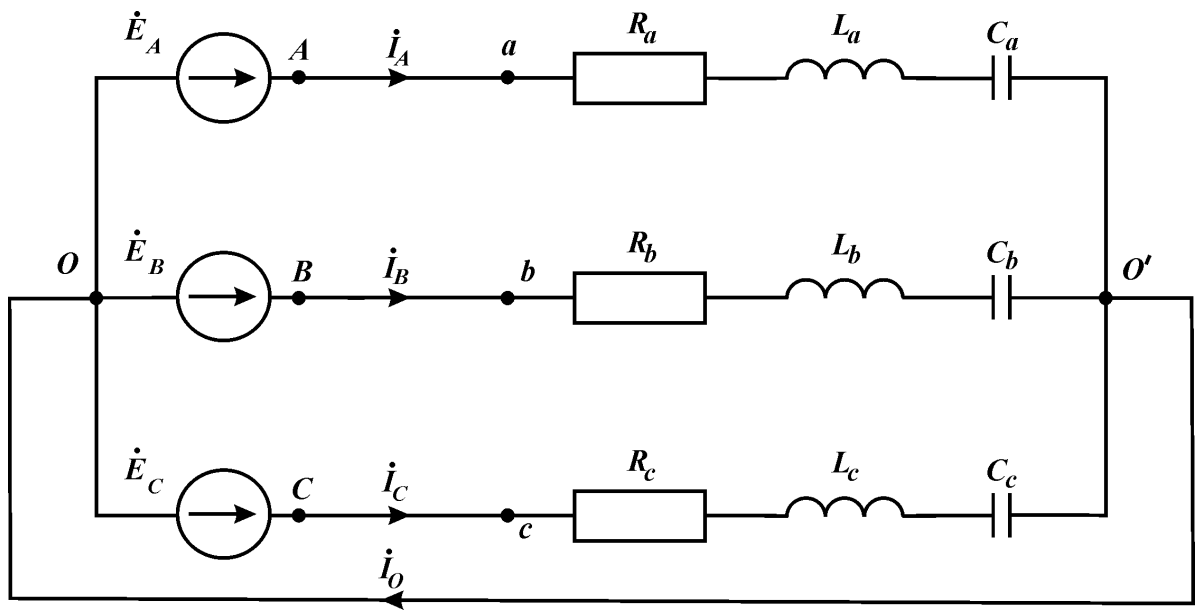 Ė_A A İ_A a R_a L_a C_a
O Ė_B B İ_B b R_b L_b C_b O′
Ė_C C İ_C c R_c L_c C_c
İ_O